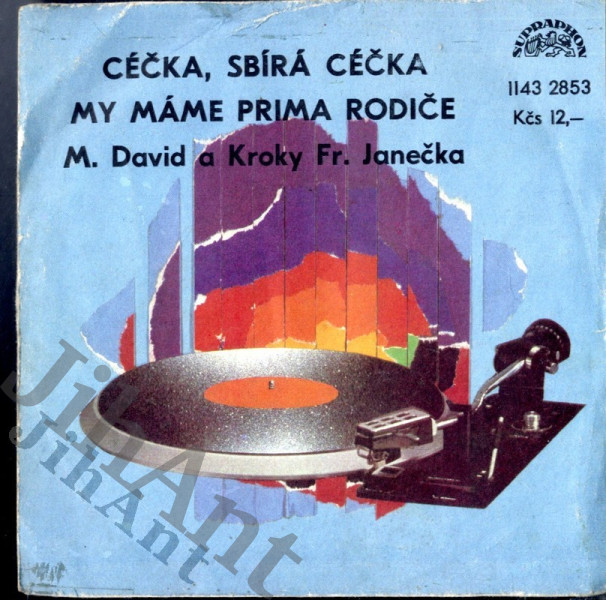 CÉČKA, SBÍRÁ CÉČKA
MY MÁME PRIMA RODIČE
M. David a Kroky Fr. Janečka
SUPRAPHON
1143 2853
Kčs 12,–
JihAnt
JihAnt